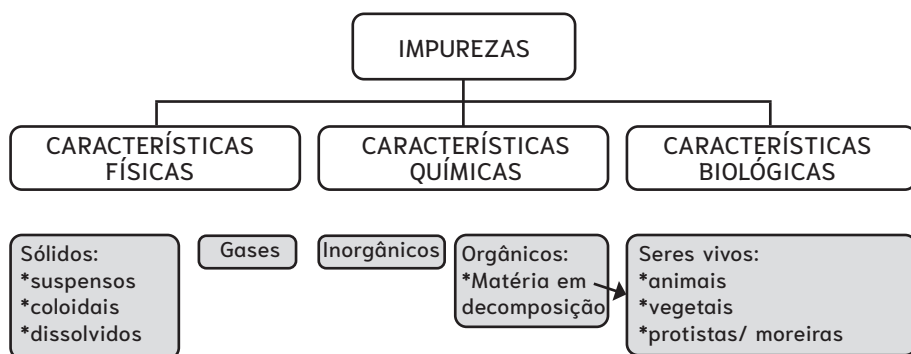 IMPUREZAS
CARACTERÍSTICAS
FÍSICAS
CARACTERÍSTICAS
QUÍMICAS
CARACTERÍSTICAS
BIOLÓGICAS
Sólidos:
*suspensos
*coloidais
*dissolvidos
Gases
Inorgânicos
Orgânicos:
*Matéria em
decomposição
Seres vivos:
*animais
*vegetais
*protistas/ moreiras